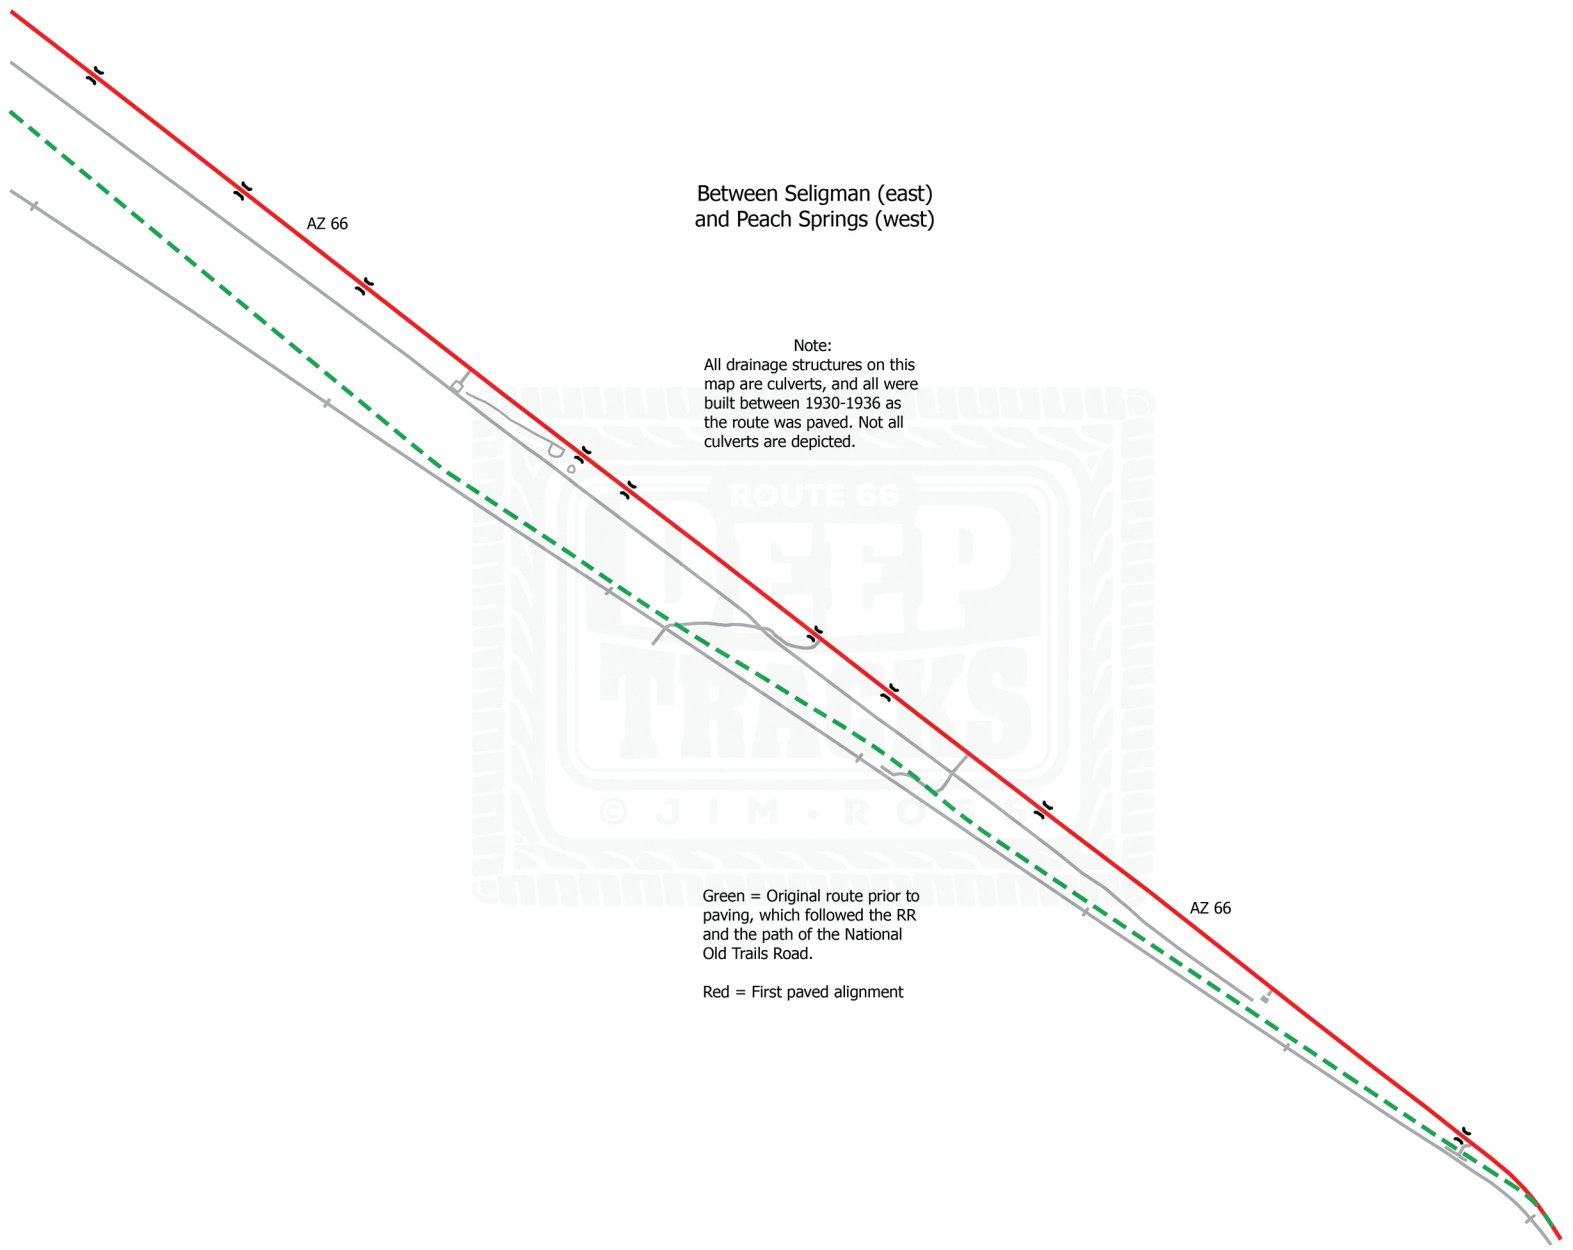 AZ 66
Between Seligman (east)
and Peach Springs (west)
Note:
All drainage structures on this
map are culverts, and all were
built between 1930-1936 as
the route was paved. Not all
culverts are depicted.
ROUTE 66
DEEP
TRACKS
© JIM • ROSS
Green = Original route prior to
paving, which followed the RR
and the path of the National
Old Trails Road.
AZ 66
Red = First paved alignment